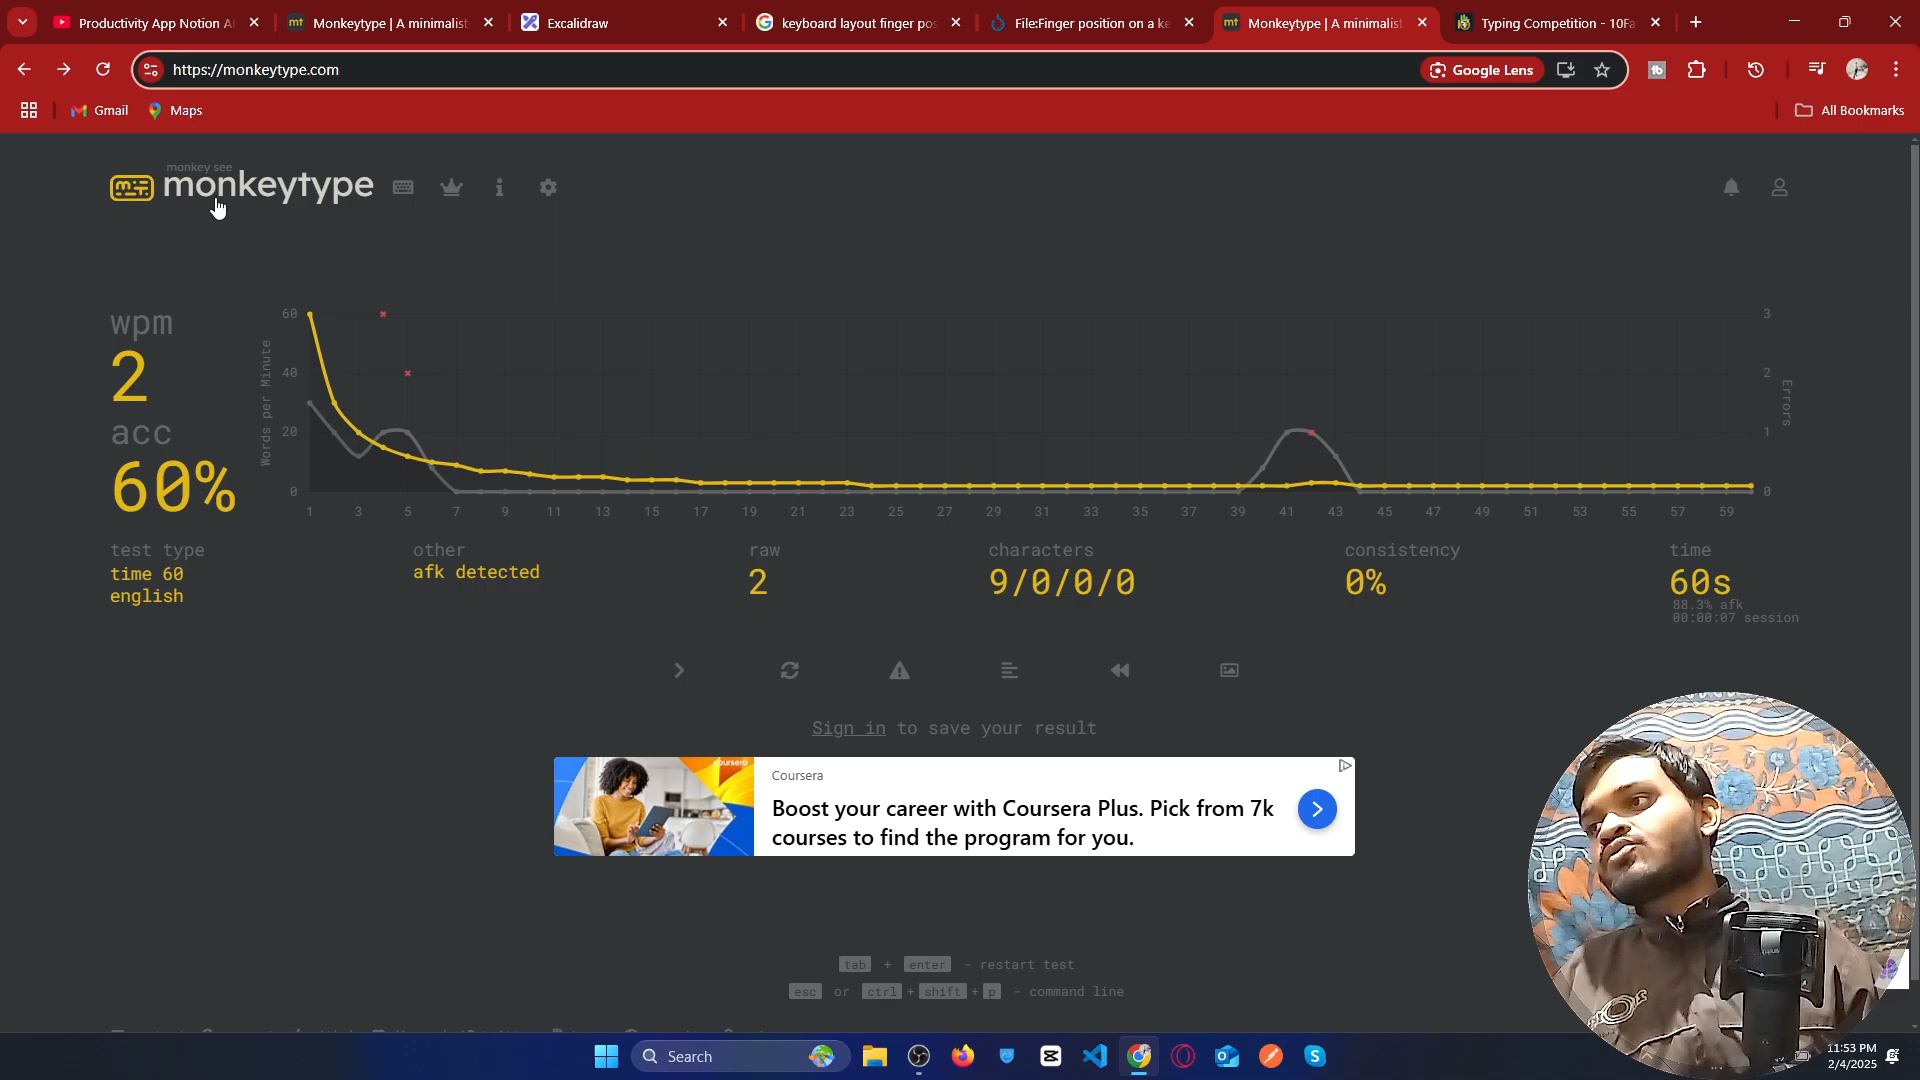 Productivity App Notion A
Monkeytype | A minimalist
Excalidraw
keyboard layout finger pos
File:Finger position on a ke
Monkeytype | A minimalist
Typing Competition - 10Fa
https://monkeytype.com
Google Lens
Gmail
Maps
All Bookmarks
monkey see
monkeytype
wpm
2
acc
60%
Words per Minute
60
40
20
0
1 3 5 7 9 11 13 15 17 19 21 23 25 27 29 31 33 35 37 39 41 43 45 47 49 51 53 55 57 59
3
2
1
0
Errors
test type
time 60
english
other
afk detected
raw
2
characters
9/0/0/0
consistency
0%
time
60s
88.3% afk
00:00:07 session
Sign in to save your result
coursera
Coursera
Boost your career with Coursera Plus. Pick from 7k
courses to find the program for you.
tab + enter - restart test
esc or ctrl + shift + p - command line
Search
11:53 PM
2/4/2025